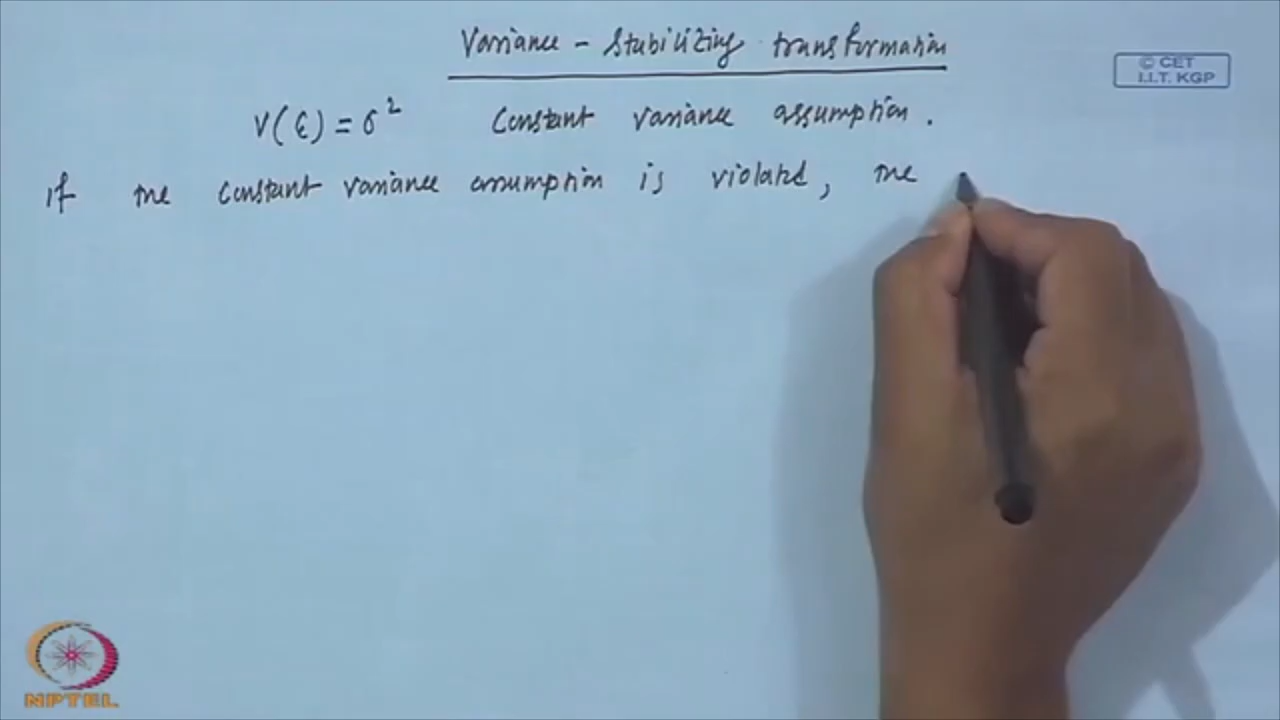 Variance - Stabilizing transformation
© CET
I.I.T. KGP
V(ε) = σ² Constant variance assumption.
If the constant variance assumption is violated, the
NPTEL